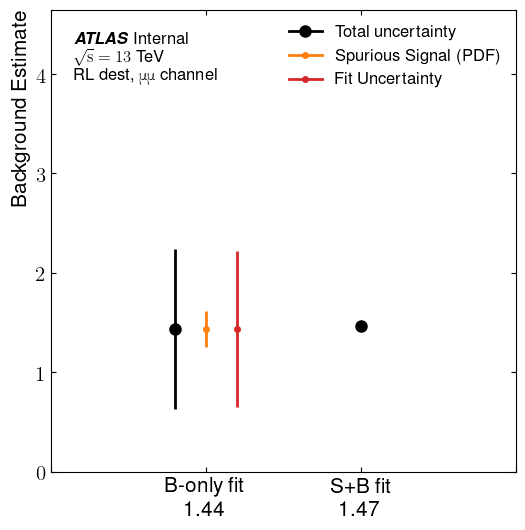 ATLAS Internal
√s = 13 TeV
RL dest, μμ channel
Total uncertainty
Spurious Signal (PDF)
Fit Uncertainty
Background Estimate
4
3
2
1
0
B-only fit
1.44
S+B fit
1.47